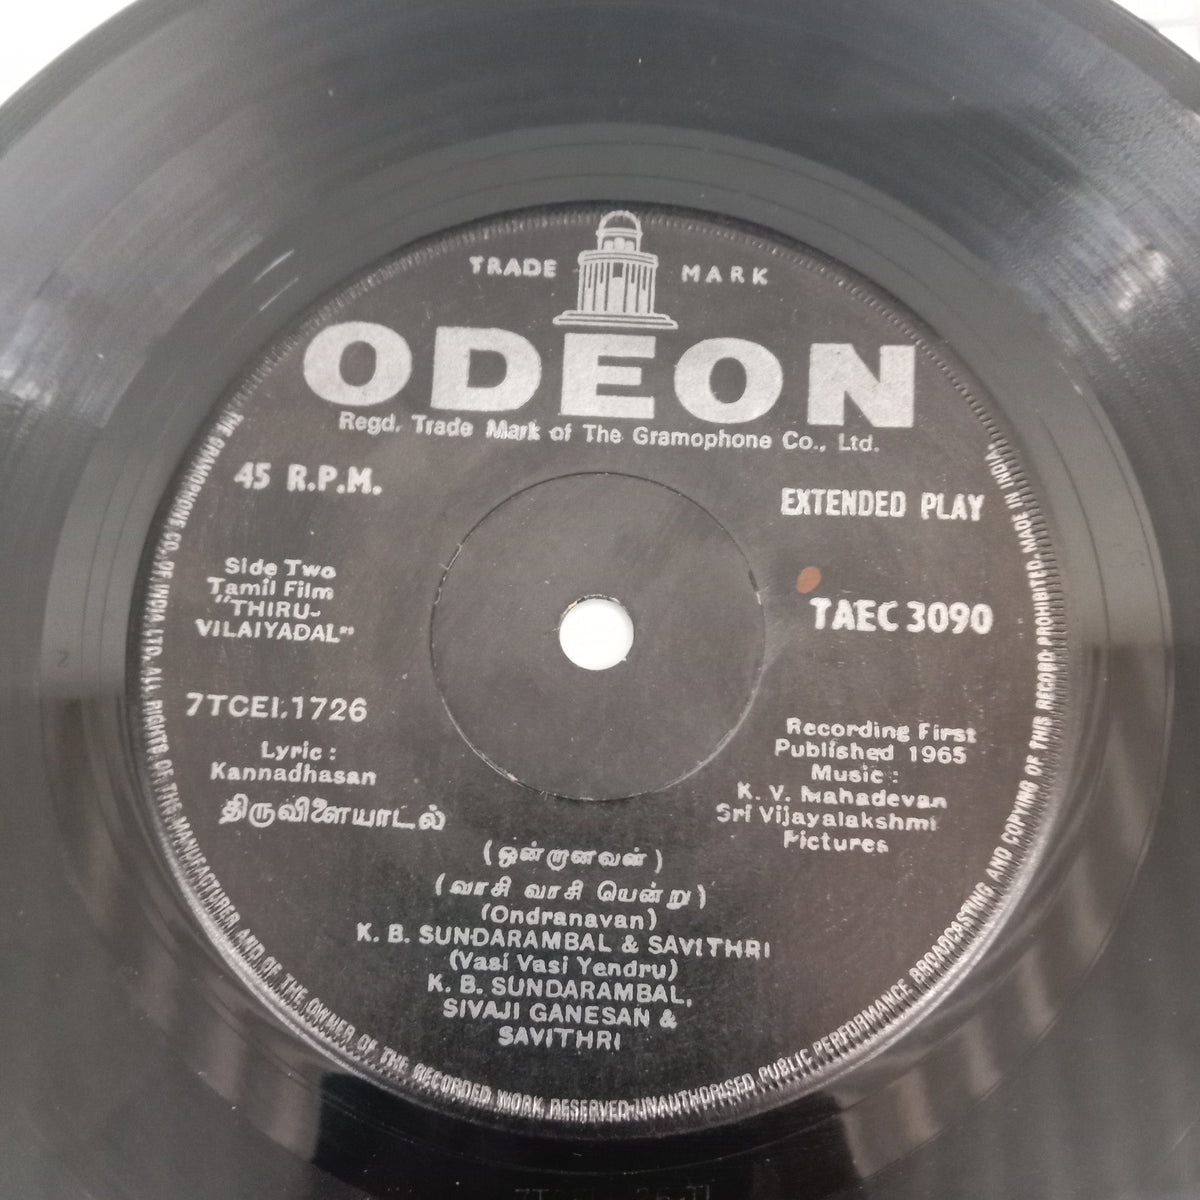 TRADE MARK
ODEON
Regd. Trade Mark of The Gramophone Co., Ltd.
45 R.P.M.
EXTENDED PLAY
Side Two
Tamil Film
"THIRU-
VILAIYADAL"
TAEC 3090
7TCEI.1726
Lyric :
Kannadhasan
Recording First
Published 1965
Music :
K. V. Mahadevan
Sri Vijayalakshmi
Pictures
திருவிளையாடல்
(ஒன்றானவன்)
(வாசி வாசி யென்று)
(Ondranavan)
K. B. SUNDARAMBAL & SAVITHRI
(Vasi Vasi Yendru)
K. B. SUNDARAMBAL,
SIVAJI GANESAN &
SAVITHRI
THE GRAMOPHONE CO. OF INDIA LTD. ALL RIGHTS OF THE MANUFACTURER AND OF THE OWNER OF THE RECORDED WORK RESERVED-UNAUTHORISED PUBLIC PERFORMANCE BROADCASTING AND COPYING OF THIS RECORD PROHIBITED-MADE IN INDIA